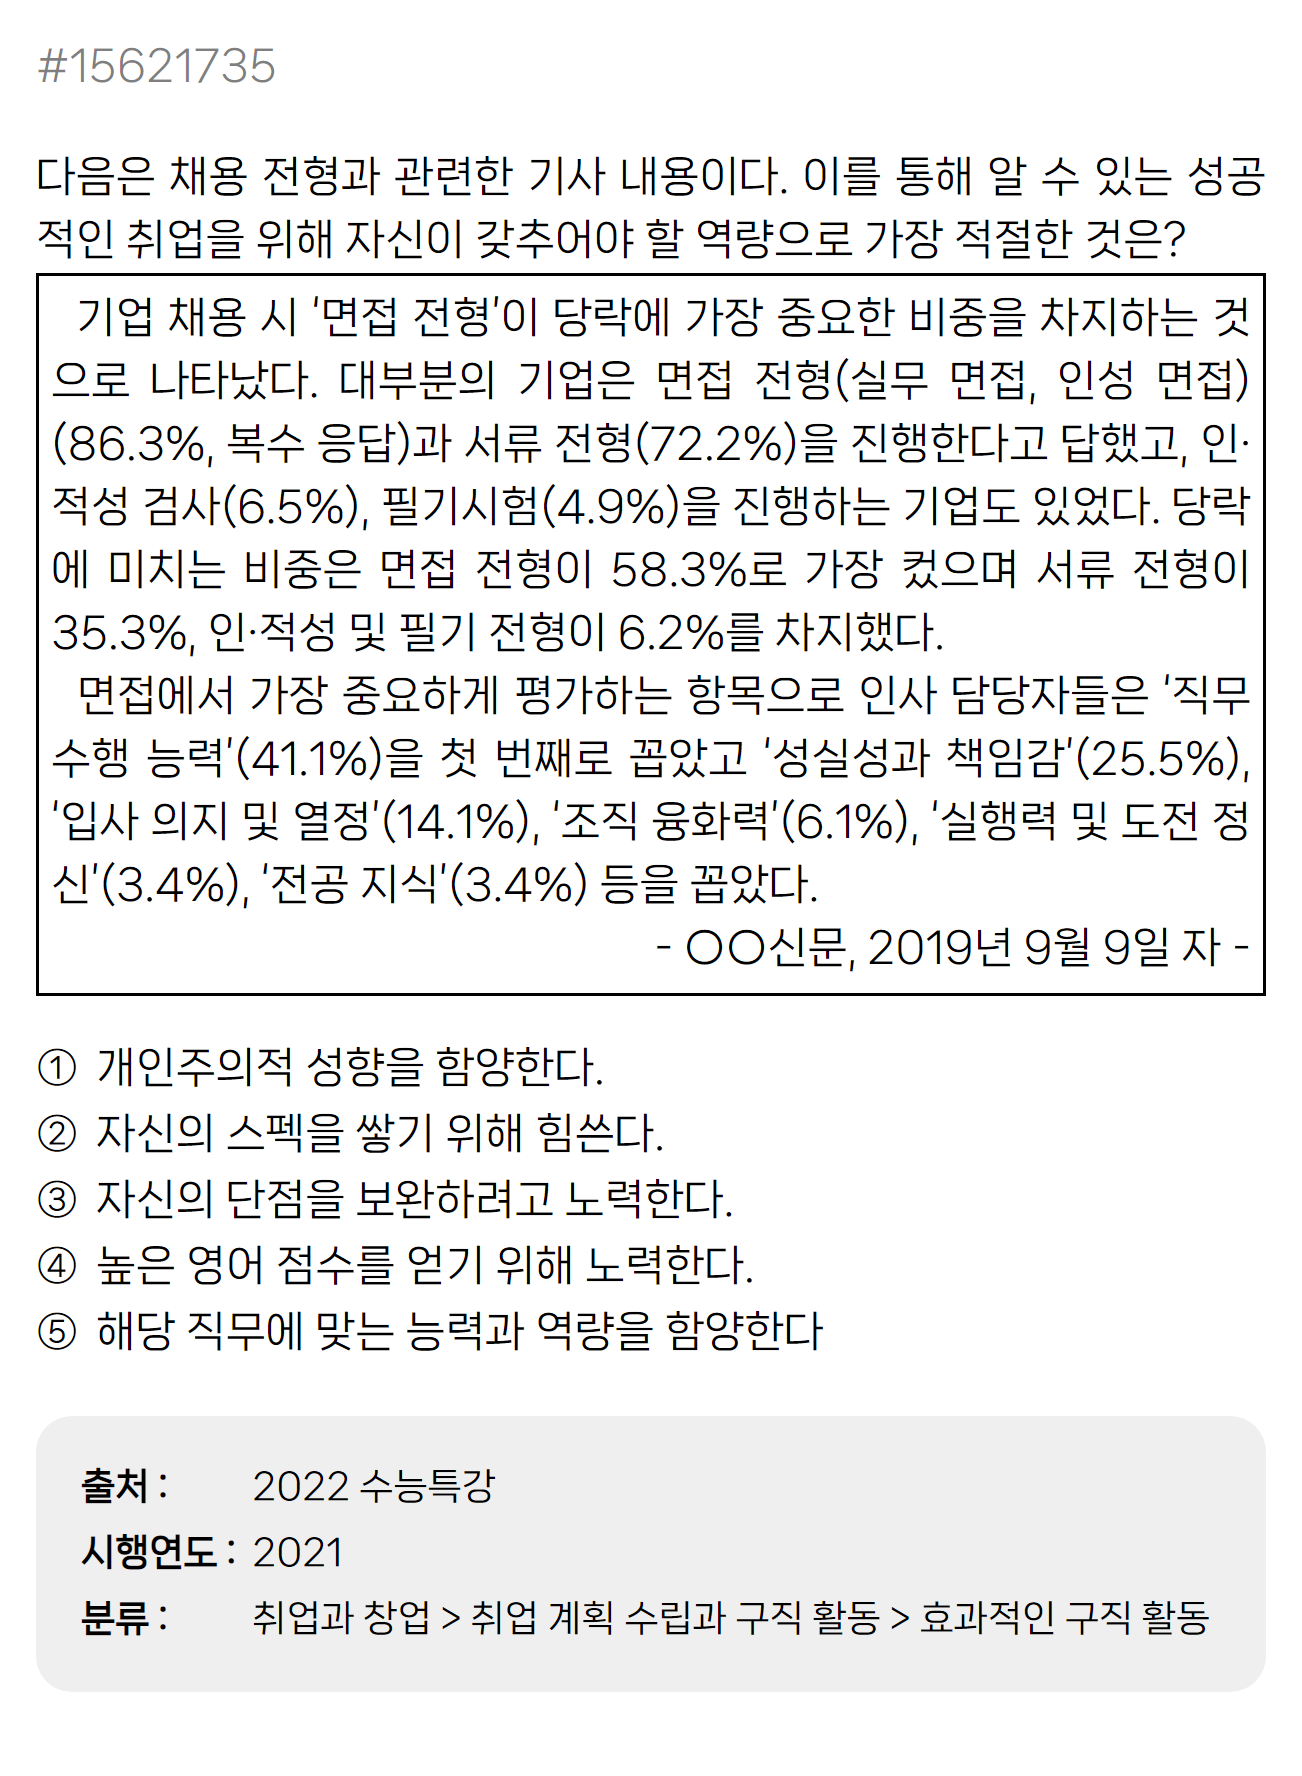 #15621735
다음은 채용 전형과 관련한 기사 내용이다. 이를 통해 알 수 있는 성공
적인 취업을 위해 자신이 갖추어야 할 역량으로 가장 적절한 것은?
기업 채용 시 '면접 전형'이 당락에 가장 중요한 비중을 차지하는 것
으로 나타났다. 대부분의 기업은 면접 전형(실무 면접, 인성 면접)
(86.3%, 복수 응답)과 서류 전형(72.2%)을 진행한다고 답했고, 인·
적성 검사(6.5%), 필기시험(4.9%)을 진행하는 기업도 있었다. 당락
에 미치는 비중은 면접 전형이 58.3%로 가장 컸으며 서류 전형이
35.3%, 인·적성 및 필기 전형이 6.2%를 차지했다.
면접에서 가장 중요하게 평가하는 항목으로 인사 담당자들은 '직무
수행 능력'(41.1%)을 첫 번째로 꼽았고 '성실성과 책임감'(25.5%),
'입사 의지 및 열정'(14.1%), '조직 융화력'(6.1%), '실행력 및 도전 정
신'(3.4%), '전공 지식'(3.4%) 등을 꼽았다.
- ○○신문, 2019년 9월 9일 자 -
① 개인주의적 성향을 함양한다.
② 자신의 스펙을 쌓기 위해 힘쓴다.
③ 자신의 단점을 보완하려고 노력한다.
④ 높은 영어 점수를 얻기 위해 노력한다.
⑤ 해당 직무에 맞는 능력과 역량을 함양한다
출처 : 2022 수능특강
시행연도 : 2021
분류 : 취업과 창업 > 취업 계획 수립과 구직 활동 > 효과적인 구직 활동